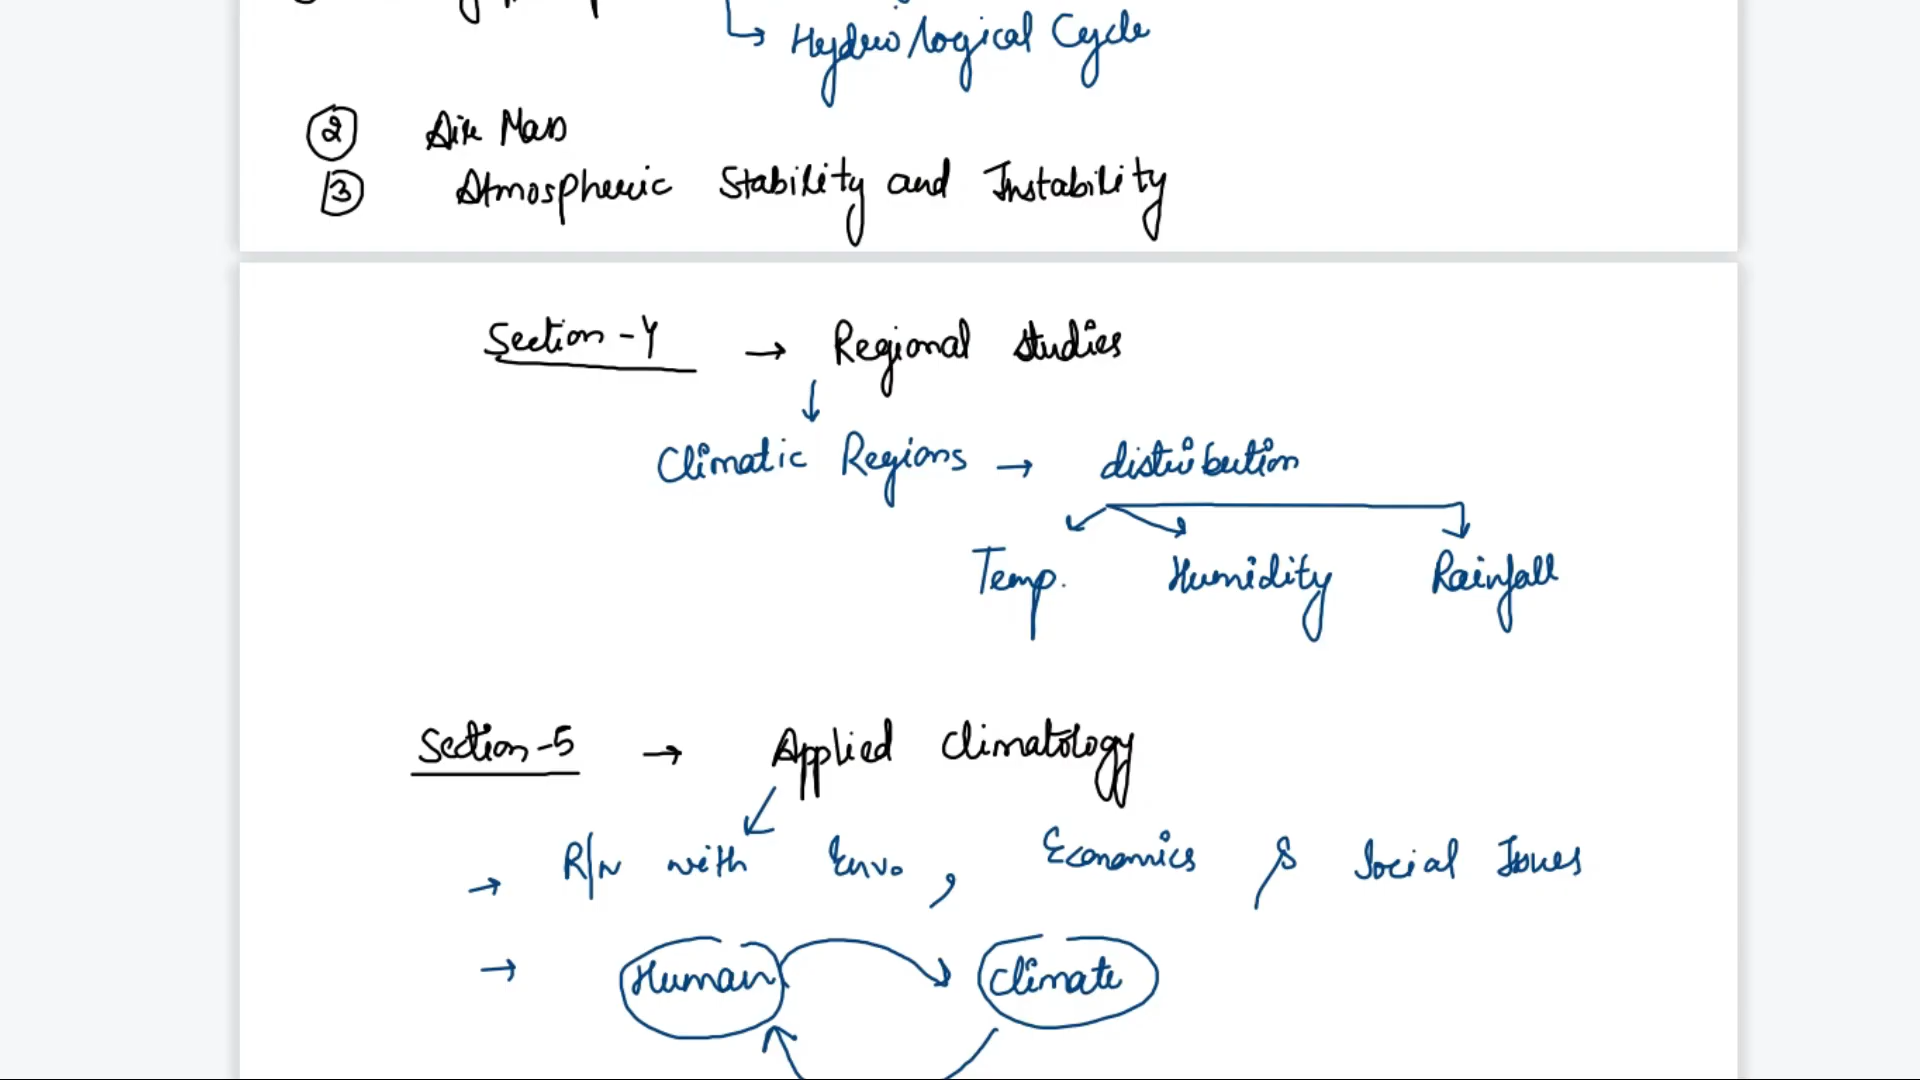 ↳ Hydrological Cycle
② Air Mass
③ Atmospheric Stability and Instability
Section-4 → Regional Studies
↓
Climatic Regions → distribution
Temp. Humidity Rainfall
Section-5 → Applied Climatology
→ R/n with Envo, Economics & Social Issues
→ Human Climate